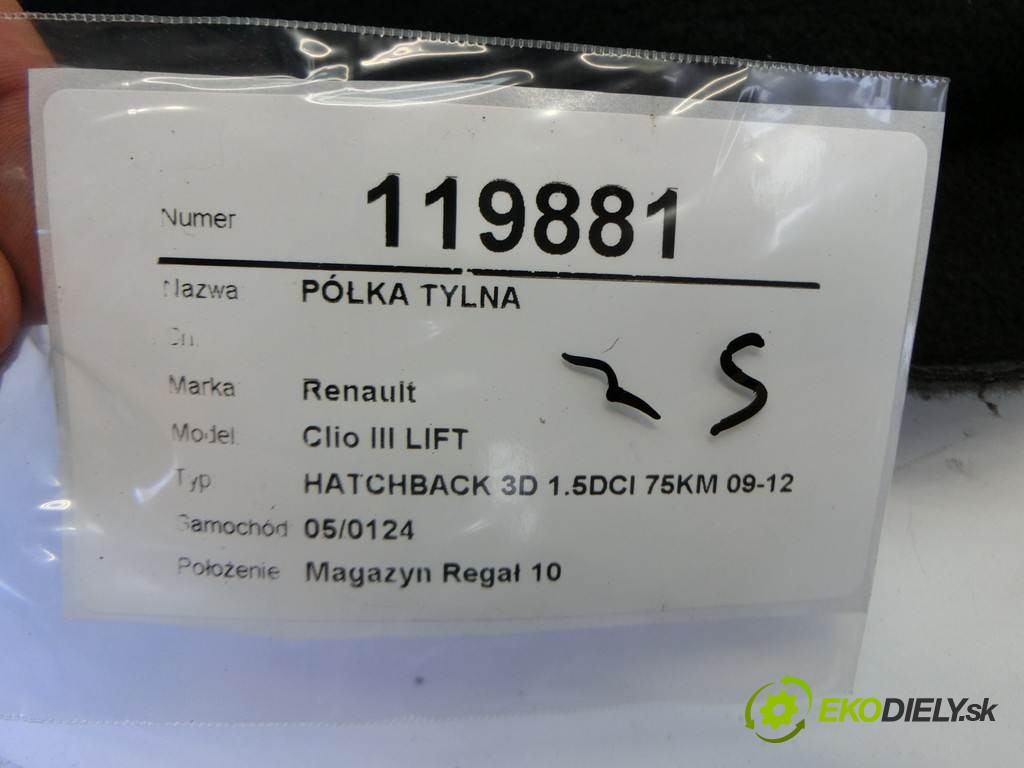 Numer 119881
Nazwa PÓŁKA TYLNA
Marka Renault
Model Clio III LIFT
Typ HATCHBACK 3D 1.5DCI 75KM 09-12
Samochód 05/0124
Położenie Magazyn Regał 10
EKODIELY.sk